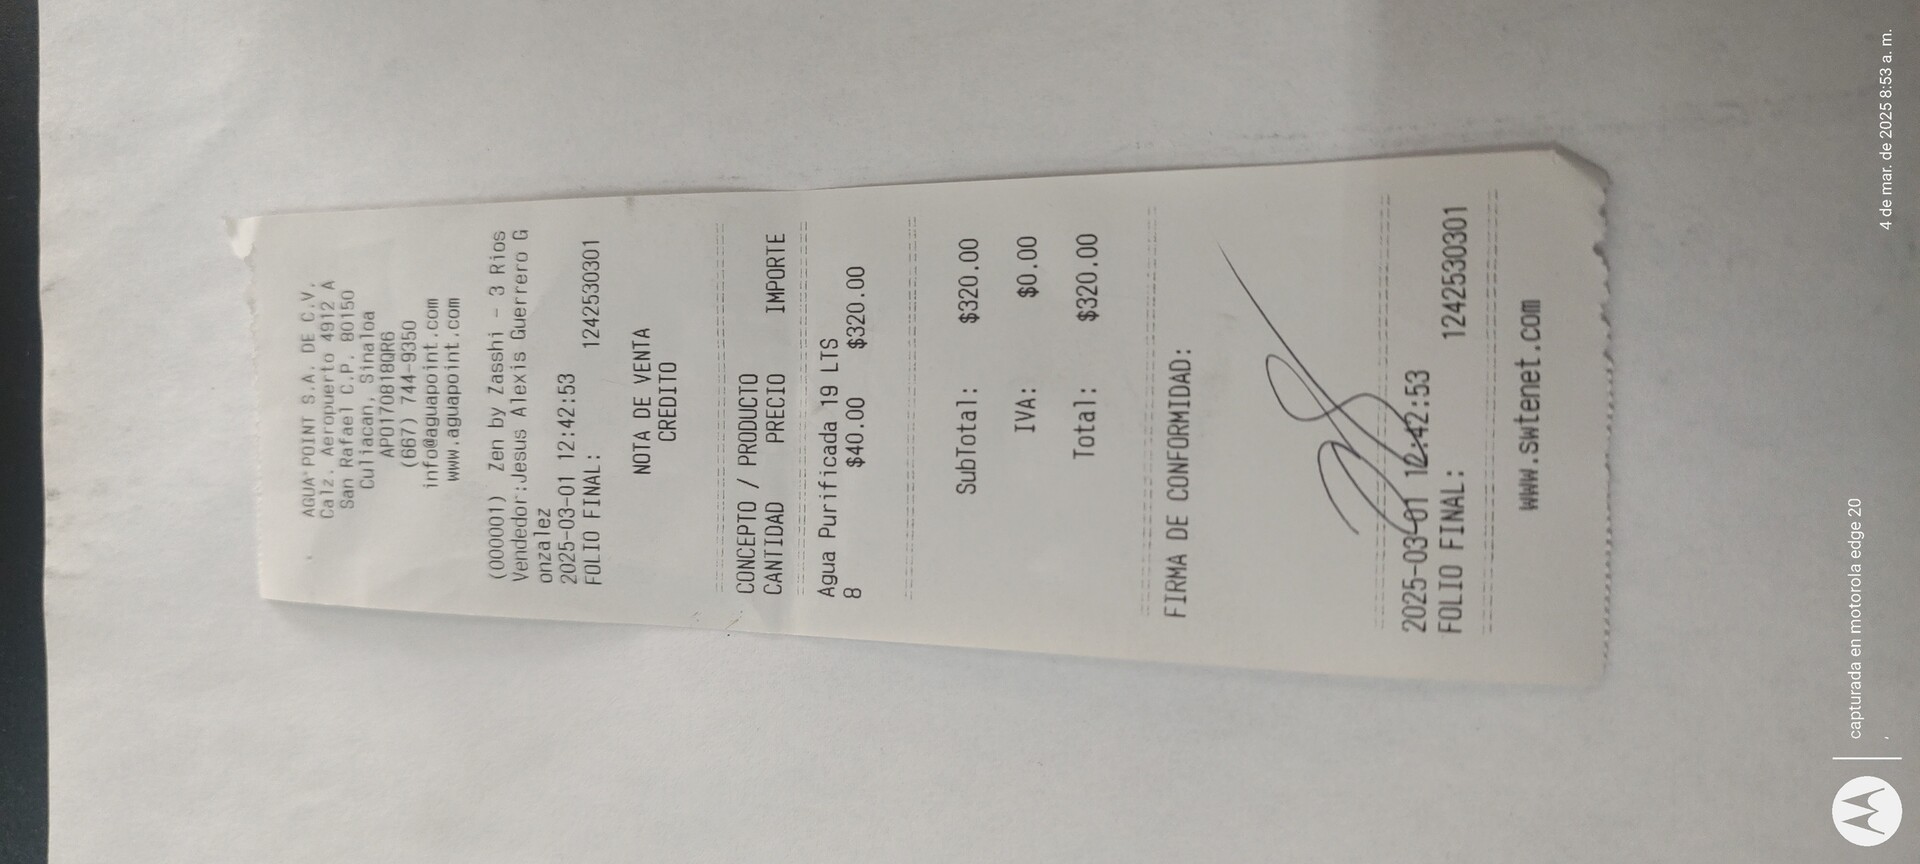 AGUA POINT S.A. DE C.V.
Calz. Aeropuerto 4912 A
San Rafael C.P. 80150
Culiacan, Sinaloa
APO170818QR6
(667) 744-9350
info@aguapoint.com
www.aguapoint.com
(000001) Zen by Zasshi - 3 Rios
Vendedor:Jesus Alexis Guerrero G
onzalez
2025-03-01 12:42:53
FOLIO FINAL: 1242530301
NOTA DE VENTA
CREDITO
CONCEPTO / PRODUCTO
CANTIDAD PRECIO IMPORTE
Agua Purificada 19 LTS
8 $40.00 $320.00
SubTotal: $320.00
IVA: $0.00
Total: $320.00
FIRMA DE CONFORMIDAD:
2025-03-01 12:42:53
FOLIO FINAL: 1242530301
www.swtenet.com
capturada en motorola edge 20
4 de mar. de 2025 8:53 a. m.